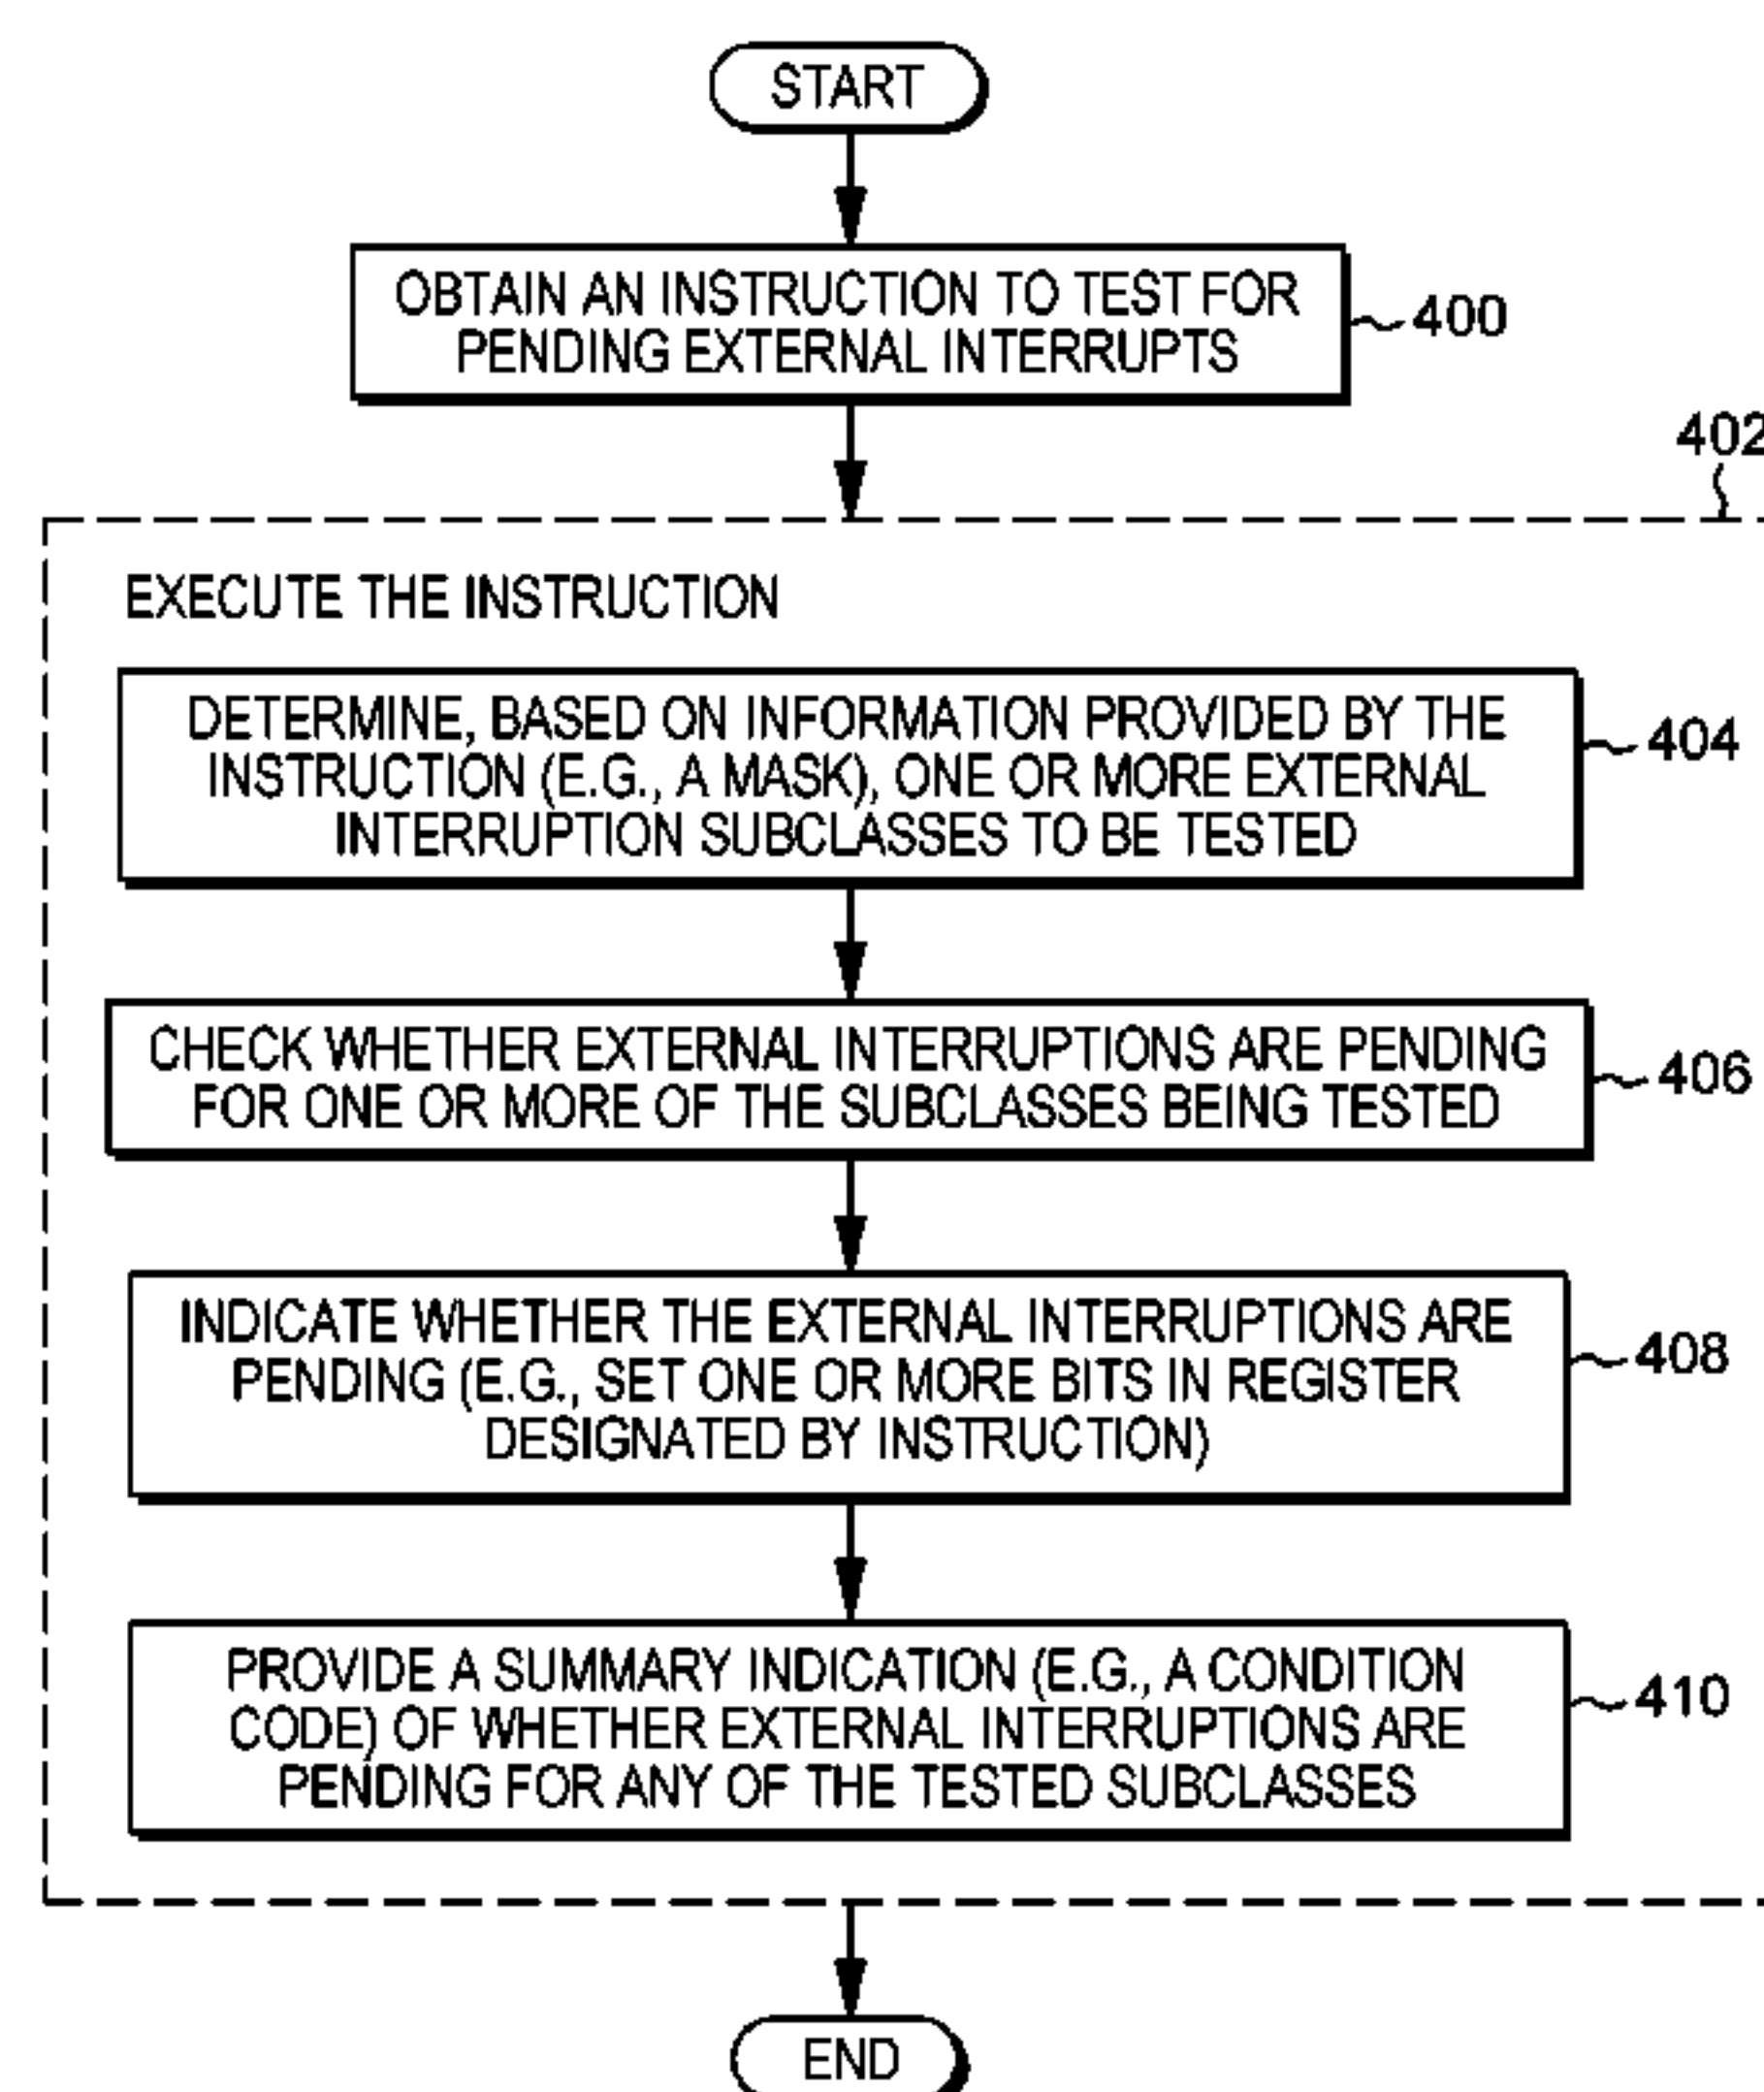 START
OBTAIN AN INSTRUCTION TO TEST FOR
PENDING EXTERNAL INTERRUPTS
400
402
EXECUTE THE INSTRUCTION
DETERMINE, BASED ON INFORMATION PROVIDED BY THE
INSTRUCTION (E.G., A MASK), ONE OR MORE EXTERNAL
INTERRUPTION SUBCLASSES TO BE TESTED
404
CHECK WHETHER EXTERNAL INTERRUPTIONS ARE PENDING
FOR ONE OR MORE OF THE SUBCLASSES BEING TESTED
406
INDICATE WHETHER THE EXTERNAL INTERRUPTIONS ARE
PENDING (E.G., SET ONE OR MORE BITS IN REGISTER
DESIGNATED BY INSTRUCTION)
408
PROVIDE A SUMMARY INDICATION (E.G., A CONDITION
CODE) OF WHETHER EXTERNAL INTERRUPTIONS ARE
PENDING FOR ANY OF THE TESTED SUBCLASSES
410
END